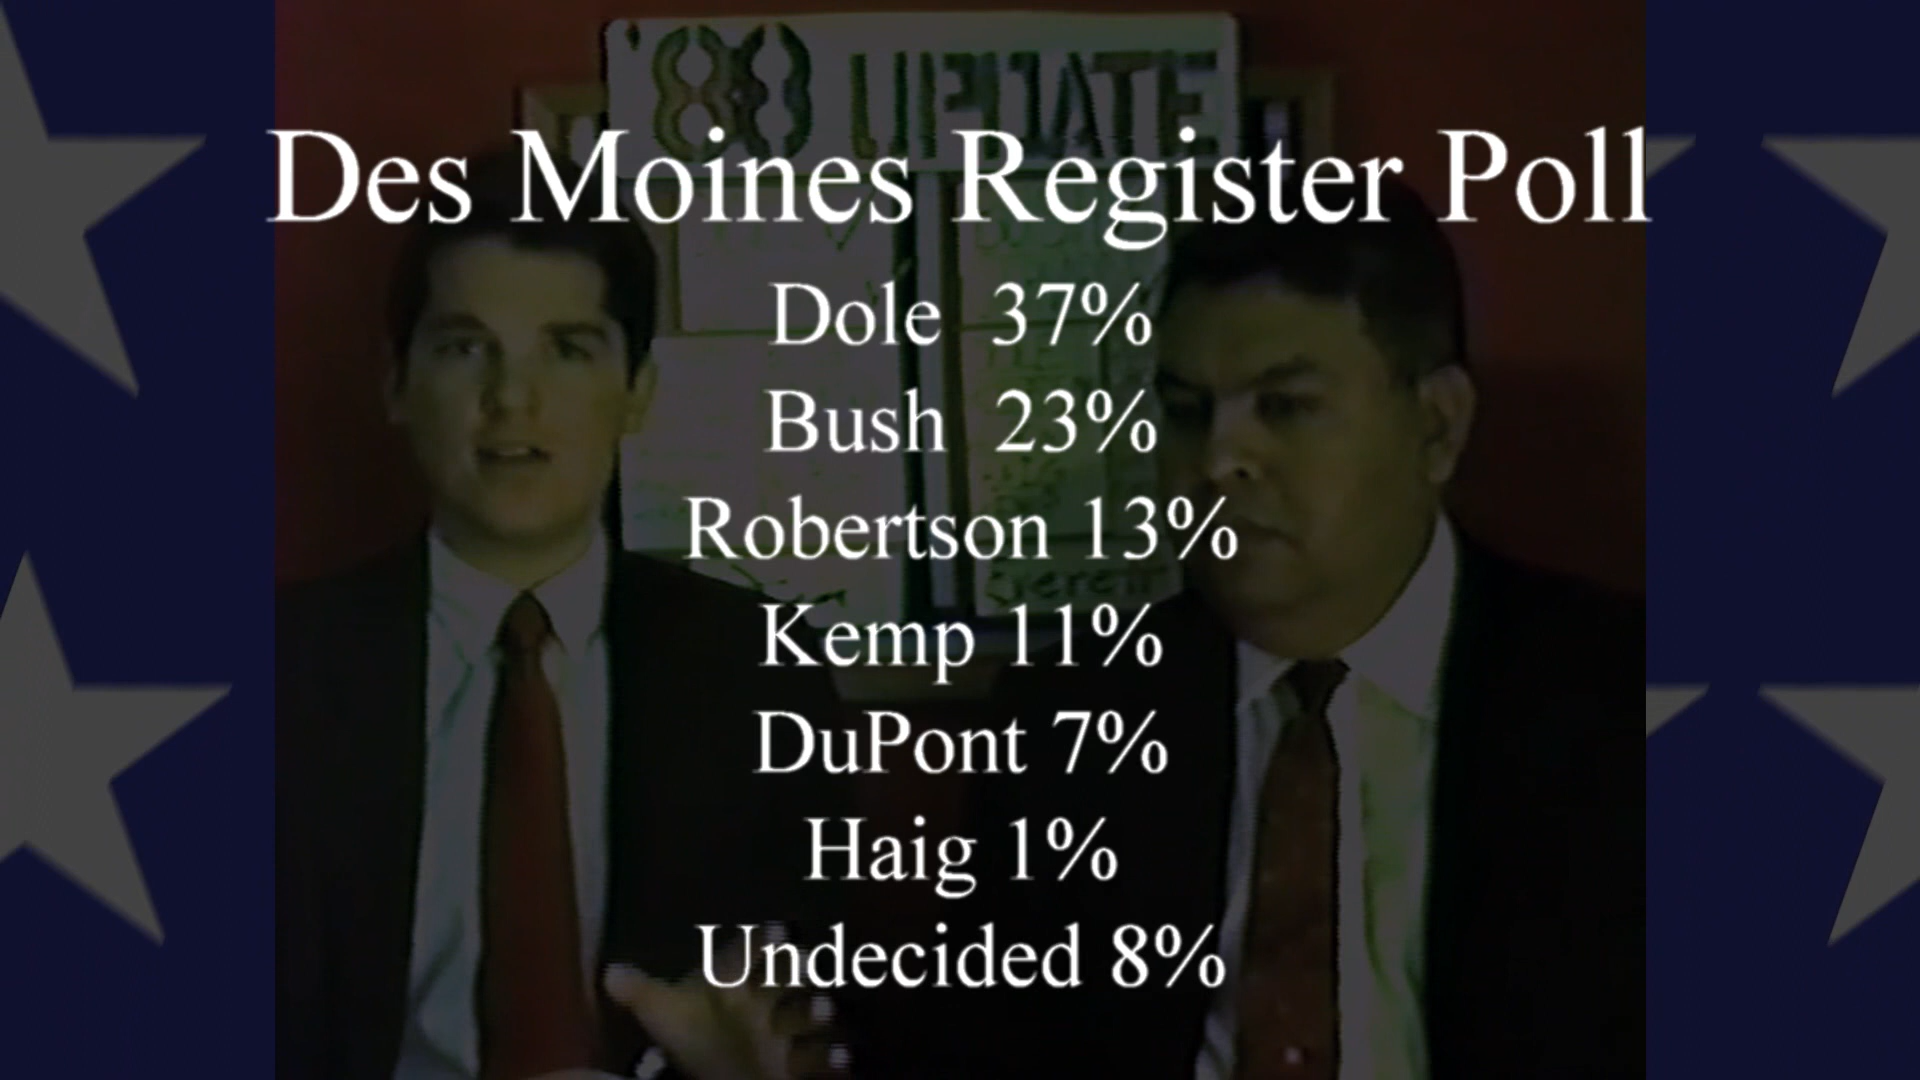 '88 UPDATE
Des Moines Register Poll
Dole 37%
Bush 23%
Robertson 13%
Kemp 11%
DuPont 7%
Haig 1%
Undecided 8%